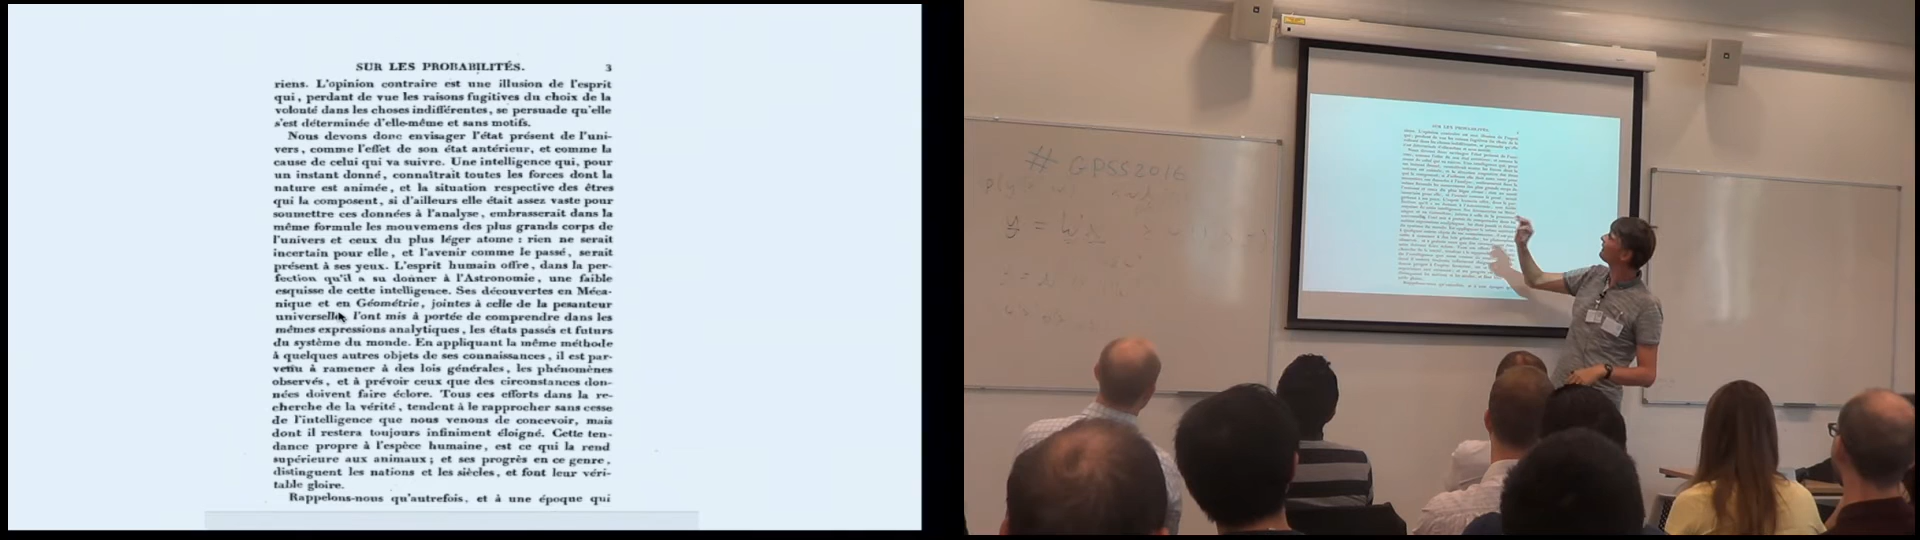 SUR LES PROBABILITÉS. 3
riens. L'opinion contraire est une illusion de l'esprit
qui, perdant de vue les raisons fugitives du choix de la
volonté dans les choses indifférentes, se persuade qu'elle
s'est déterminée d'elle-même et sans motifs.
Nous devons donc envisager l'état présent de l'uni-
vers, comme l'effet de son état antérieur, et comme la
cause de celui qui va suivre. Une intelligence qui, pour
un instant donné, connaîtrait toutes les forces dont la
nature est animée, et la situation respective des êtres
qui la composent, si d'ailleurs elle était assez vaste pour
soumettre ces données à l'analyse, embrasserait dans la
même formule les mouvemens des plus grands corps de
l'univers et ceux du plus léger atome : rien ne serait
incertain pour elle, et l'avenir comme le passé, serait
présent à ses yeux. L'esprit humain offre, dans la per-
fection qu'il a su donner à l'Astronomie, une faible
esquisse de cette intelligence. Ses découvertes en Méca-
nique et en Géométrie, jointes à celle de la pesanteur
universelle, l'ont mis à portée de comprendre dans les
mêmes expressions analytiques, les états passés et futurs
du système du monde. En appliquant la même méthode
à quelques autres objets de ses connaissances, il est par-
venu à ramener à des lois générales, les phénomènes
observés, et à prévoir ceux que des circonstances don-
nées doivent faire éclore. Tous ces efforts dans la re-
cherche de la vérité, tendent à le rapprocher sans cesse
de l'intelligence que nous venons de concevoir, mais
dont il restera toujours infiniment éloigné. Cette ten-
dance propre à l'espèce humaine, est ce qui la rend
supérieure aux animaux ; et ses progrès en ce genre,
distinguent les nations et les siècles, et font leur véri-
table gloire.
Rappelons-nous qu'autrefois, et à une époque qui
# GPSS2016
SUR LES PROBABILITÉS.